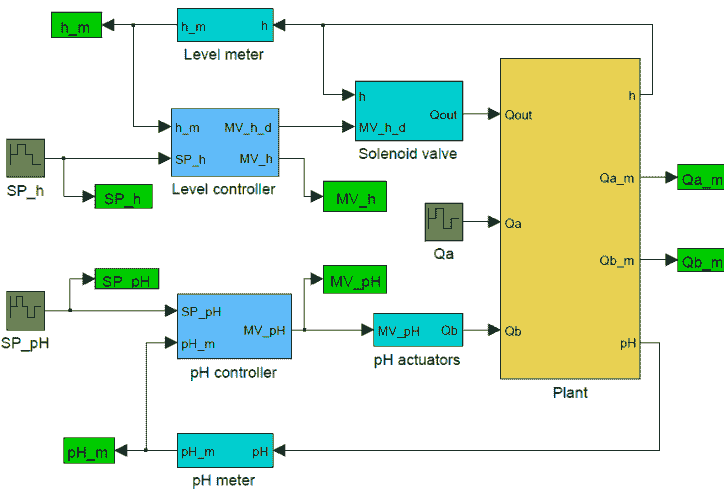 h_m
h_m
h
Level meter
h
h
Qout
MV_h_d
Solenoid valve
Qout
h_m
MV_h_d
SP_h
MV_h
Level controller
SP_h
SP_h
MV_h
Qa_m
Qa_m
Qa
Qa
Qb_m
Qb_m
SP_pH
MV_pH
SP_pH
SP_pH
MV_pH
pH_m
pH controller
MV_pH
Qb
pH actuators
Qb
pH
Plant
pH_m
pH_m
pH
pH meter